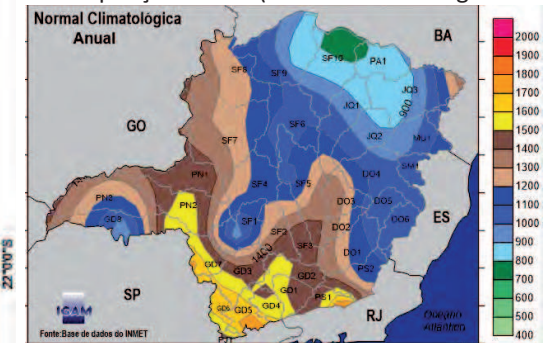 Normal Climatológica
Anual
BA
GO
ES
SP
RJ
Oceano
Atlântico
22°0'0"S
SF8
SF9
SF10
PA1
JQ3
900
JQ1
JQ2
MU1
SF6
SF7
SM1
PN1
SF4
SF5
DO4
PN3
PN2
DO3
DO5
GD8
SF1
DO6
SF2
DO2
SF3
1400
DO1
GD7
GD3
GD2
PS2
GD1
PS1
GD6
GD5
GD4
PJ1
IGAM
Fonte:Base de dados do INMET
2000
1900
1800
1700
1600
1500
1400
1300
1200
1100
1000
900
800
700
600
500
400